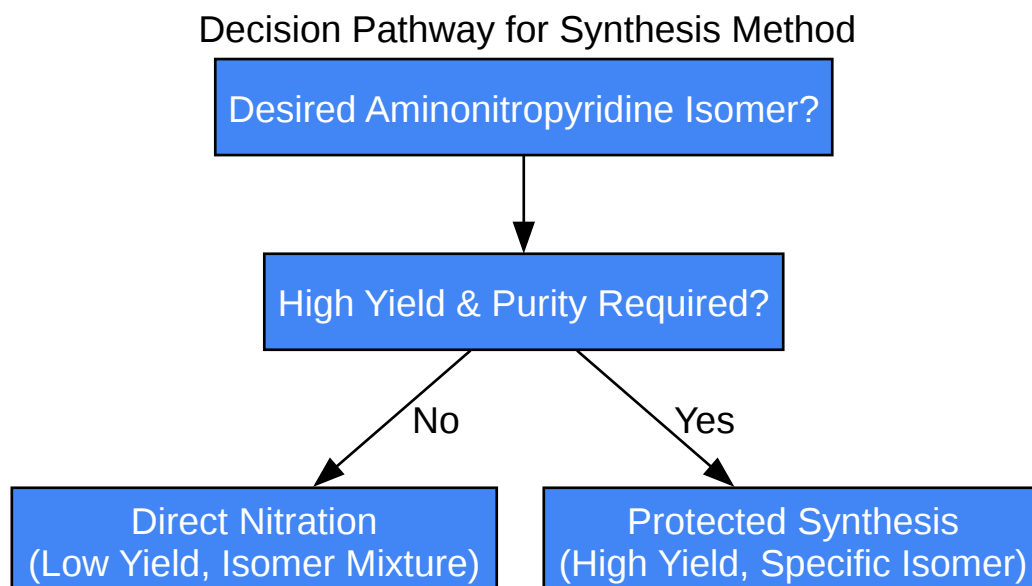 Decision Pathway for Synthesis Method
Desired Aminonitropyridine Isomer?
High Yield & Purity Required?
No
Yes
Direct Nitration
(Low Yield, Isomer Mixture)
Protected Synthesis
(High Yield, Specific Isomer)